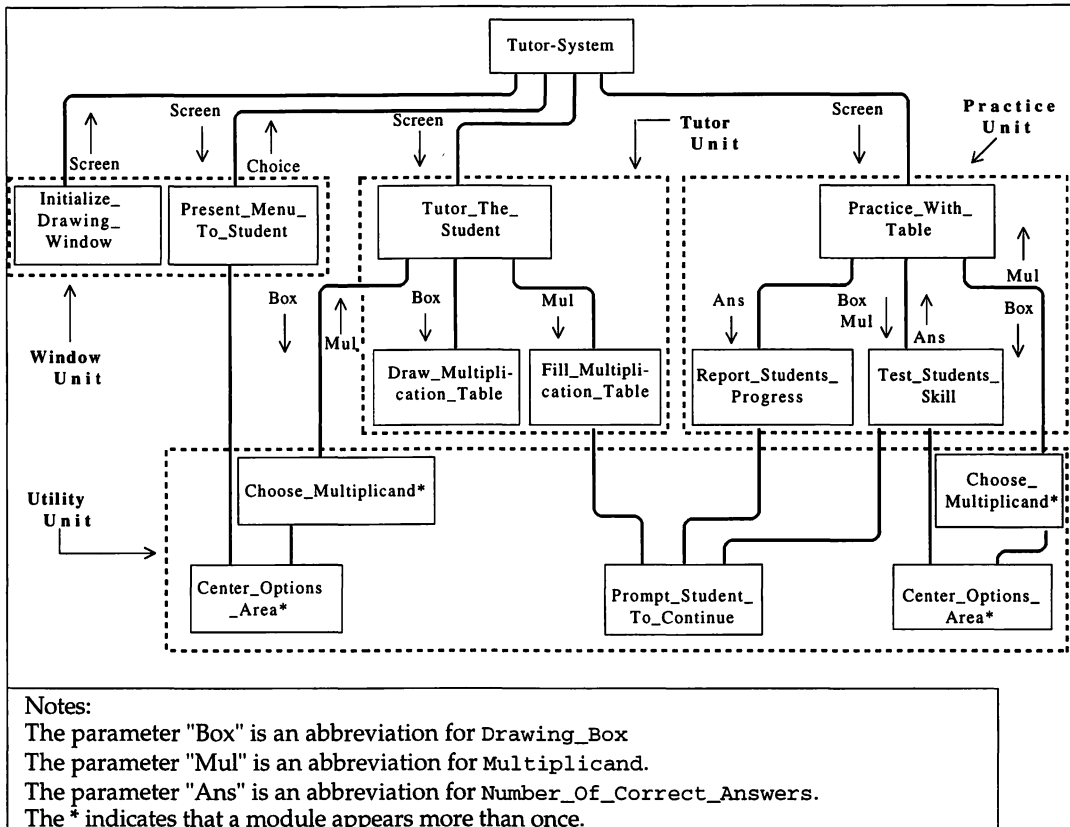 Tutor-System
Screen
Screen
Choice
Screen
Tutor
Unit
Screen
Practice
Unit
Initialize_
Drawing_
Window
Present_Menu_
To_Student
Tutor_The_
Student
Practice_With_
Table
Window
Unit
Box
Mul
Box
Mul
Ans
Box
Mul
Ans
Mul
Box
Draw_Multipli-
cation_Table
Fill_Multipli-
cation_Table
Report_Students_
Progress
Test_Students_
Skill
Utility
Unit
Choose_Multiplicand*
Choose_
Multiplicand*
Center_Options
_Area*
Prompt_Student_
To_Continue
Center_Options_
Area*
Notes:
The parameter "Box" is an abbreviation for Drawing_Box
The parameter "Mul" is an abbreviation for Multiplicand.
The parameter "Ans" is an abbreviation for Number_Of_Correct_Answers.
The * indicates that a module appears more than once.